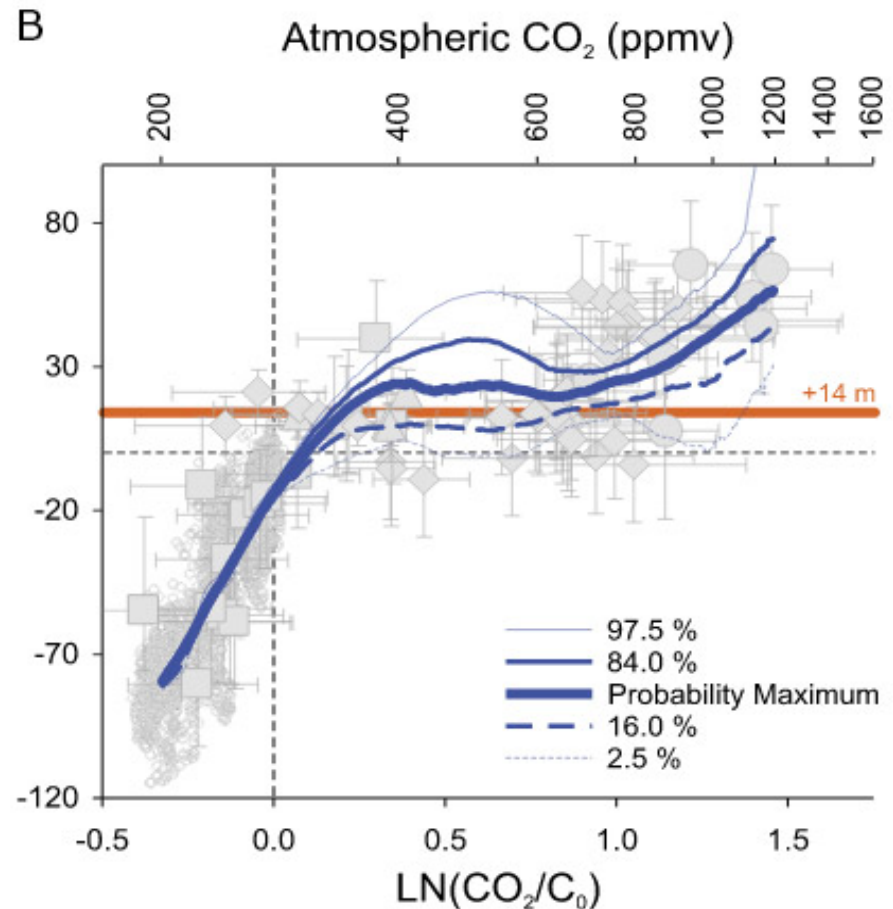 B
Atmospheric CO₂ (ppmv)
200 400 600 800 1000 1200 1400 1600
80
30
+14 m
-20
-70
-120
97.5 %
84.0 %
Probability Maximum
16.0 %
2.5 %
-0.5 0.0 0.5 1.0 1.5
LN(CO₂/C₀)